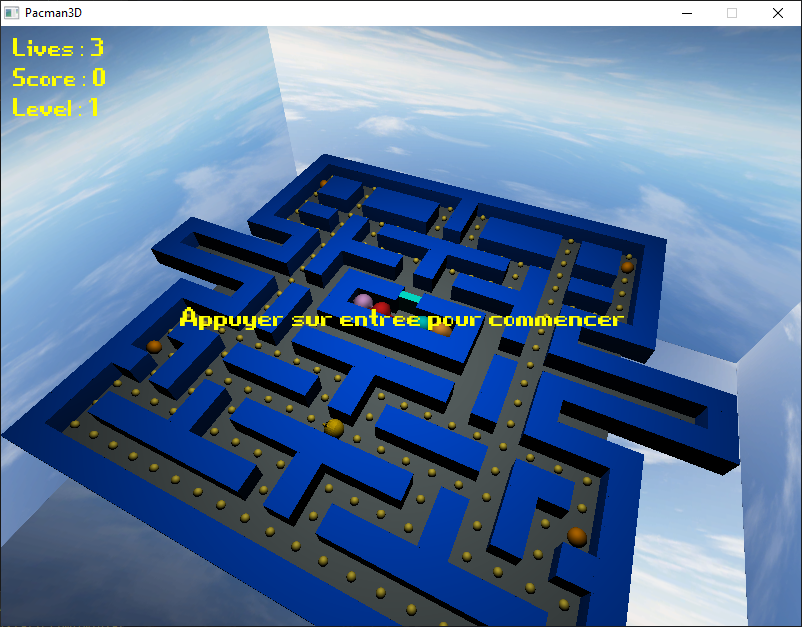 Pacman3D
Lives : 3
Score : 0
Level : 1
Appuyer sur entree pour commencer